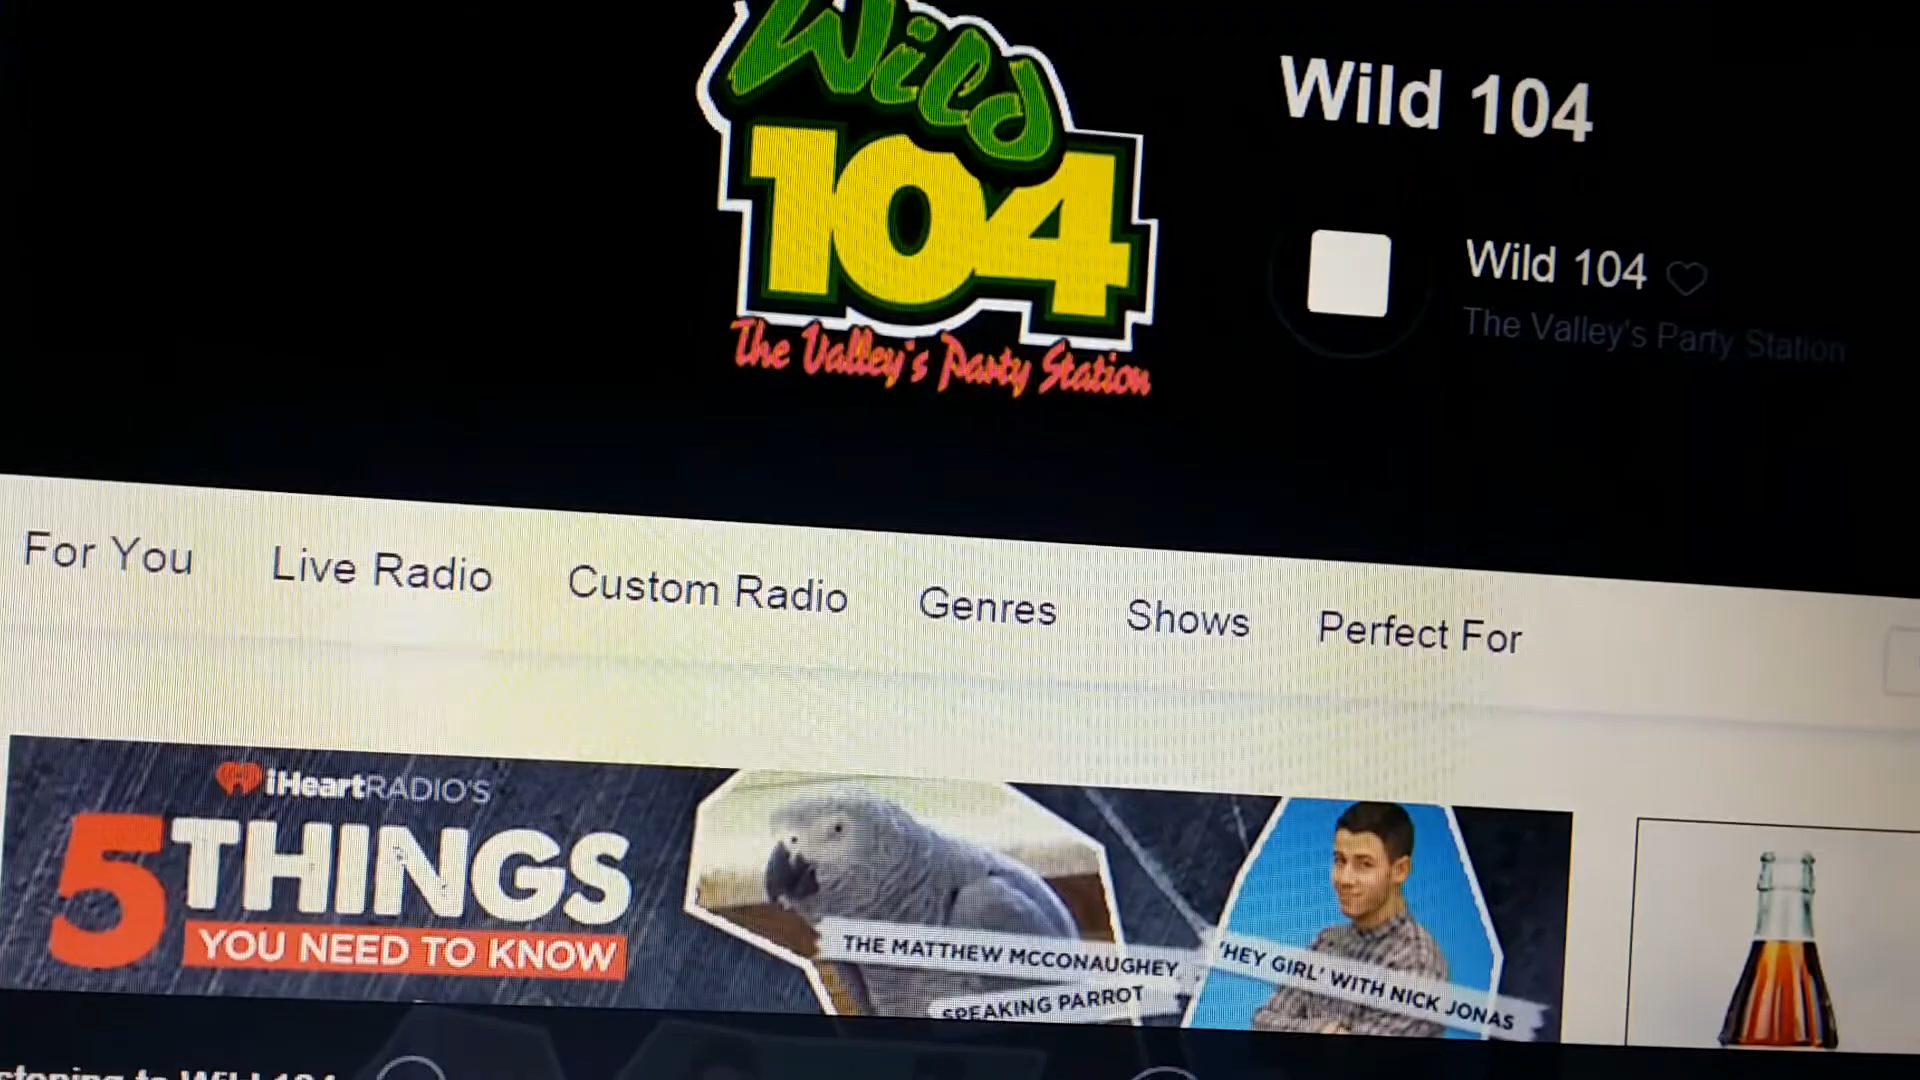 Wild
104
The Valley's Party Station
Wild 104
Wild 104
The Valley's Party Station
For You
Live Radio
Custom Radio
Genres
Shows
Perfect For
iHeartRADIO'S
5 THINGS
YOU NEED TO KNOW
THE MATTHEW MCCONAUGHEY
SPEAKING PARROT
'HEY GIRL' WITH NICK JONAS